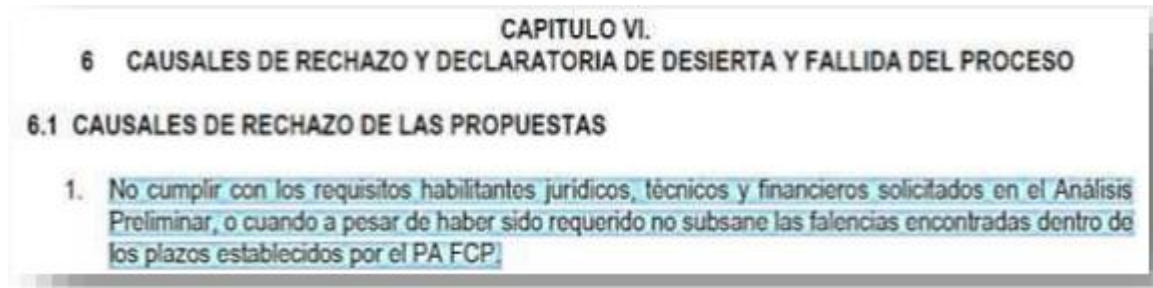 CAPITULO VI.
6 CAUSALES DE RECHAZO Y DECLARATORIA DE DESIERTA Y FALLIDA DEL PROCESO
6.1 CAUSALES DE RECHAZO DE LAS PROPUESTAS
1. No cumplir con los requisitos habilitantes jurídicos, técnicos y financieros solicitados en el Análisis
Preliminar, o cuando a pesar de haber sido requerido no subsane las falencias encontradas dentro de
los plazos establecidos por el PA FCP.